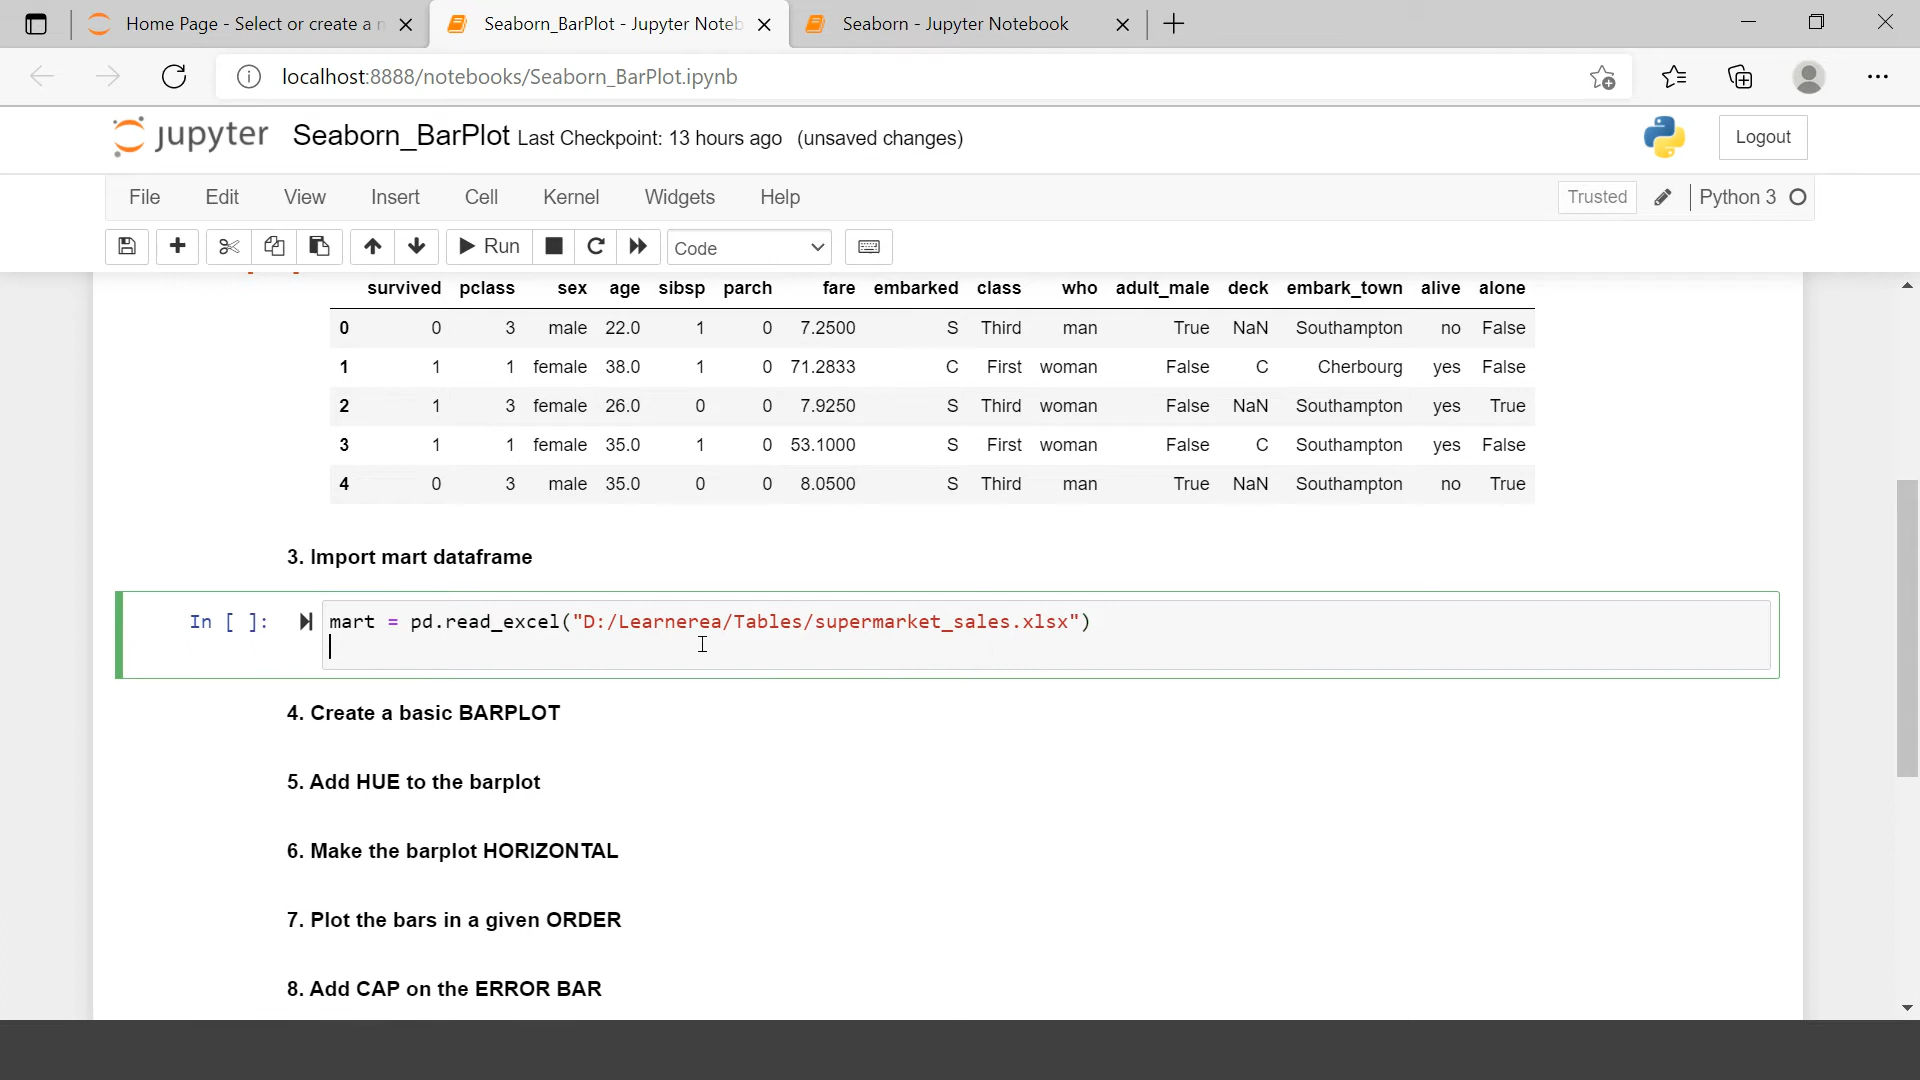 Home Page - Select or create a n
Seaborn_BarPlot - Jupyter Noteb
Seaborn - Jupyter Notebook
localhost:8888/notebooks/Seaborn_BarPlot.ipynb
jupyter Seaborn_BarPlot Last Checkpoint: 13 hours ago (unsaved changes)
Logout
File Edit View Insert Cell Kernel Widgets Help
Trusted Python 3
Run Code
survived pclass sex age sibsp parch fare embarked class who adult_male deck embark_town alive alone
0 0 3 male 22.0 1 0 7.2500 S Third man True NaN Southampton no False
1 1 1 female 38.0 1 0 71.2833 C First woman False C Cherbourg yes False
2 1 3 female 26.0 0 0 7.9250 S Third woman False NaN Southampton yes True
3 1 1 female 35.0 1 0 53.1000 S First woman False C Southampton yes False
4 0 3 male 35.0 0 0 8.0500 S Third man True NaN Southampton no True
3. Import mart dataframe
In [ ]: mart = pd.read_excel("D:/Learnerea/Tables/supermarket_sales.xlsx")
4. Create a basic BARPLOT
5. Add HUE to the barplot
6. Make the barplot HORIZONTAL
7. Plot the bars in a given ORDER
8. Add CAP on the ERROR BAR